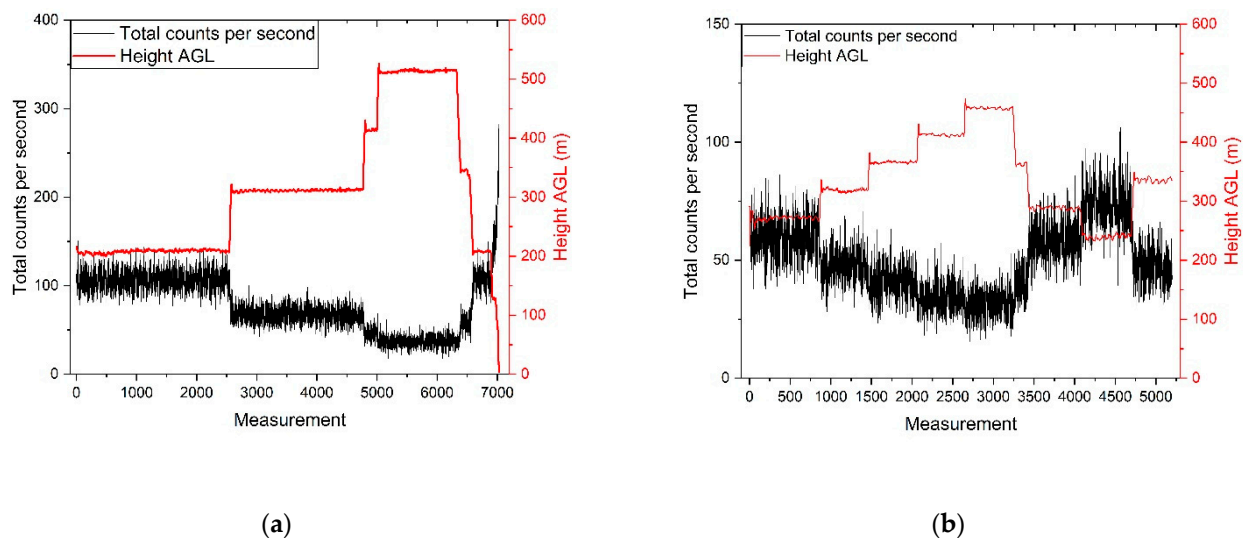 Total counts per second
Height AGL
400
300
200
100
0
600
500
400
300
200
100
0
0 1000 2000 3000 4000 5000 6000 7000
Total counts per second
Height AGL (m)
Measurement
(a)
Total counts per second
Height AGL
150
100
50
0
600
500
400
300
200
100
0
0 500 1000 1500 2000 2500 3000 3500 4000 4500 5000
Total counts per second
Height AGL (m)
Measurement
(b)